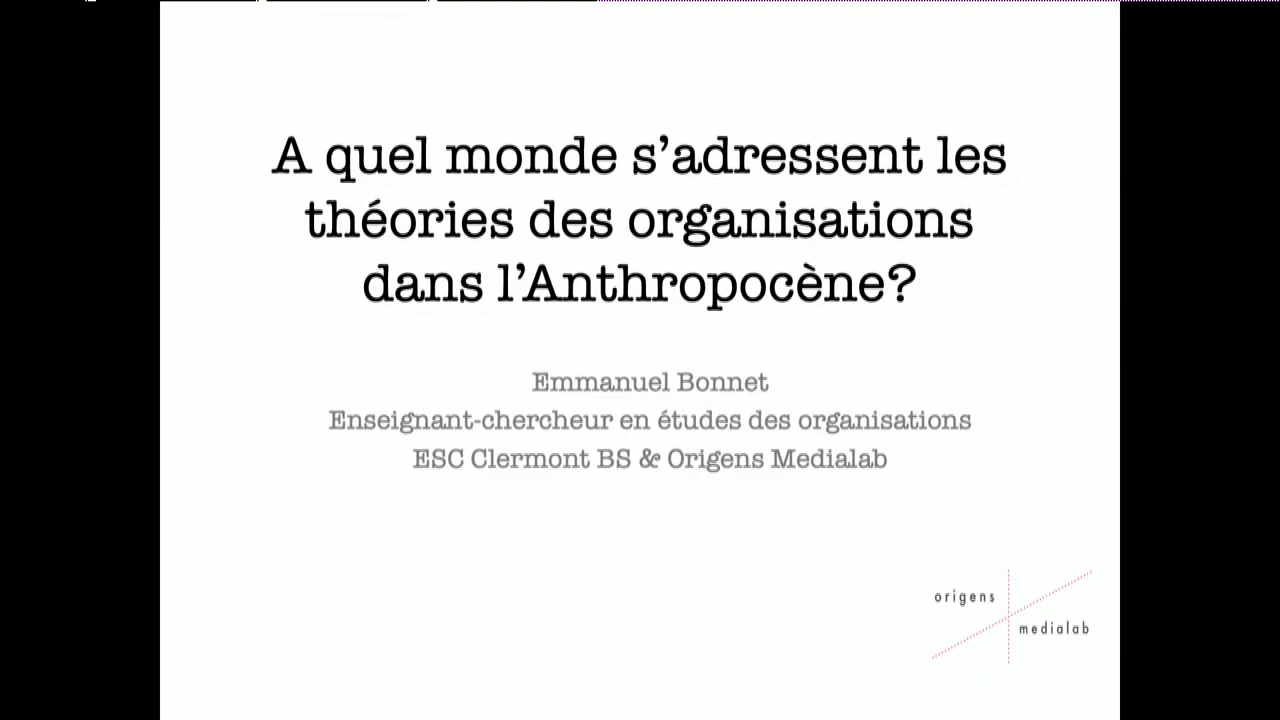 A quel monde s’adressent les
théories des organisations
dans l’Anthropocène?
Emmanuel Bonnet
Enseignant-chercheur en études des organisations
ESC Clermont BS & Origens Medialab
origens
medialab